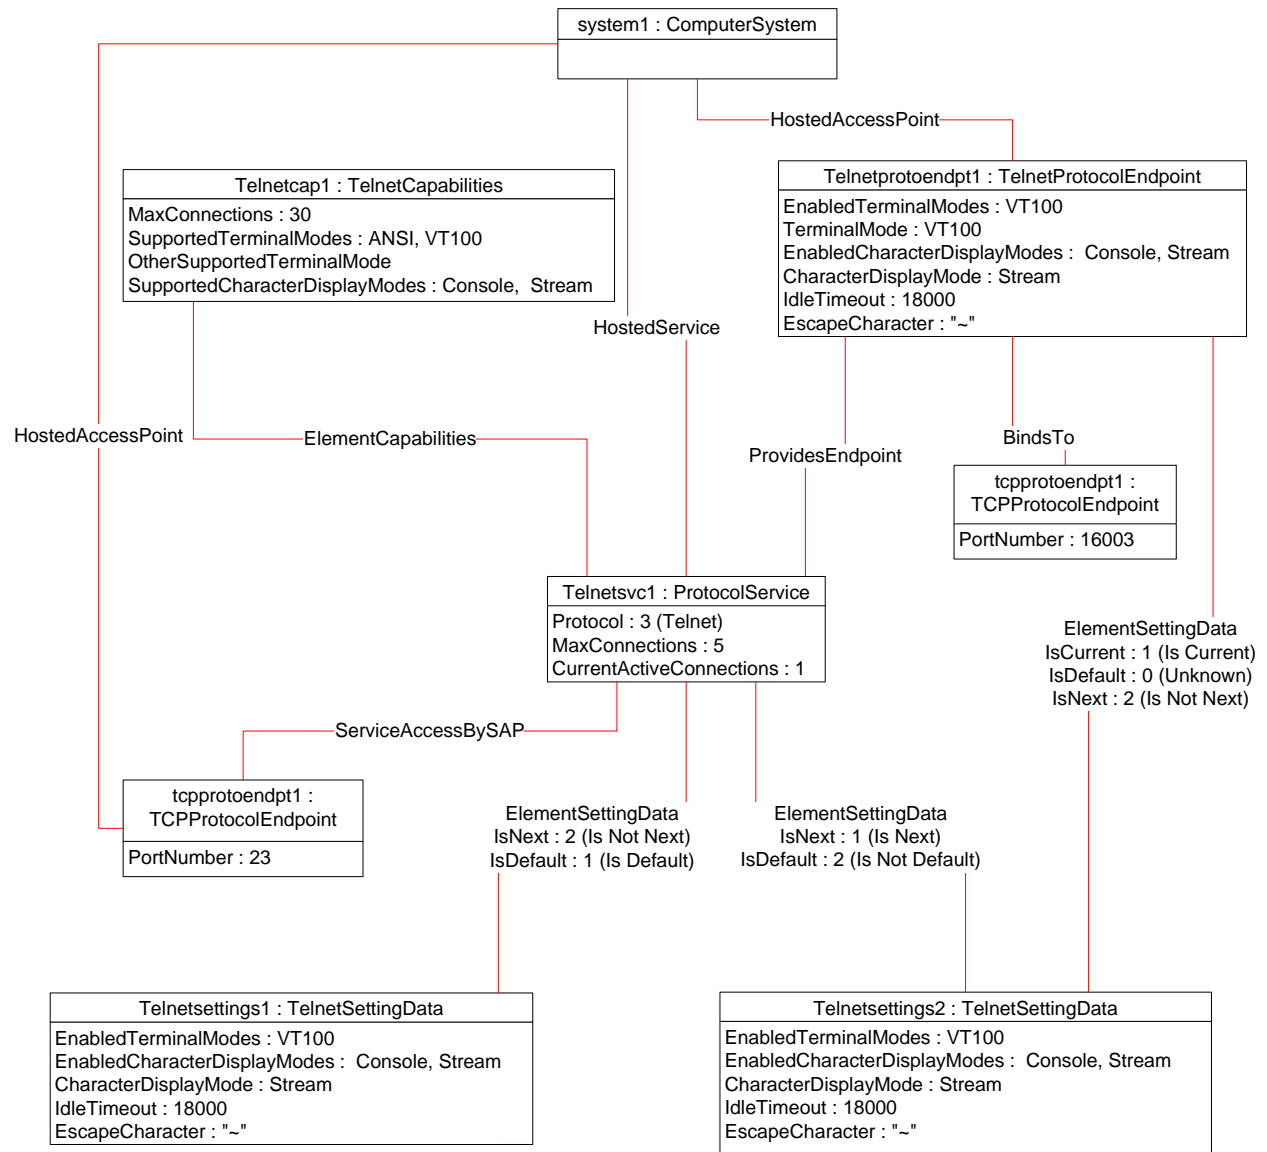 system1 : ComputerSystem
HostedAccessPoint
Telnetcap1 : TelnetCapabilities
MaxConnections : 30
SupportedTerminalModes : ANSI, VT100
OtherSupportedTerminalMode
SupportedCharacterDisplayModes : Console, Stream
Telnetprotoendpt1 : TelnetProtocolEndpoint
EnabledTerminalModes : VT100
TerminalMode : VT100
EnabledCharacterDisplayModes : Console, Stream
CharacterDisplayMode : Stream
IdleTimeout : 18000
EscapeCharacter : "~"
HostedService
HostedAccessPoint
ElementCapabilities
ProvidesEndpoint
BindsTo
tcpprotoendpt1 :
TCPProtocolEndpoint
PortNumber : 16003
Telnetsvc1 : ProtocolService
Protocol : 3 (Telnet)
MaxConnections : 5
CurrentActiveConnections : 1
ElementSettingData
IsCurrent : 1 (Is Current)
IsDefault : 0 (Unknown)
IsNext : 2 (Is Not Next)
ServiceAccessBySAP
tcpprotoendpt1 :
TCPProtocolEndpoint
PortNumber : 23
ElementSettingData
IsNext : 2 (Is Not Next)
IsDefault : 1 (Is Default)
ElementSettingData
IsNext : 1 (Is Next)
IsDefault : 2 (Is Not Default)
Telnetsettings1 : TelnetSettingData
EnabledTerminalModes : VT100
EnabledCharacterDisplayModes : Console, Stream
CharacterDisplayMode : Stream
IdleTimeout : 18000
EscapeCharacter : "~"
Telnetsettings2 : TelnetSettingData
EnabledTerminalModes : VT100
EnabledCharacterDisplayModes : Console, Stream
CharacterDisplayMode : Stream
IdleTimeout : 18000
EscapeCharacter : "~"